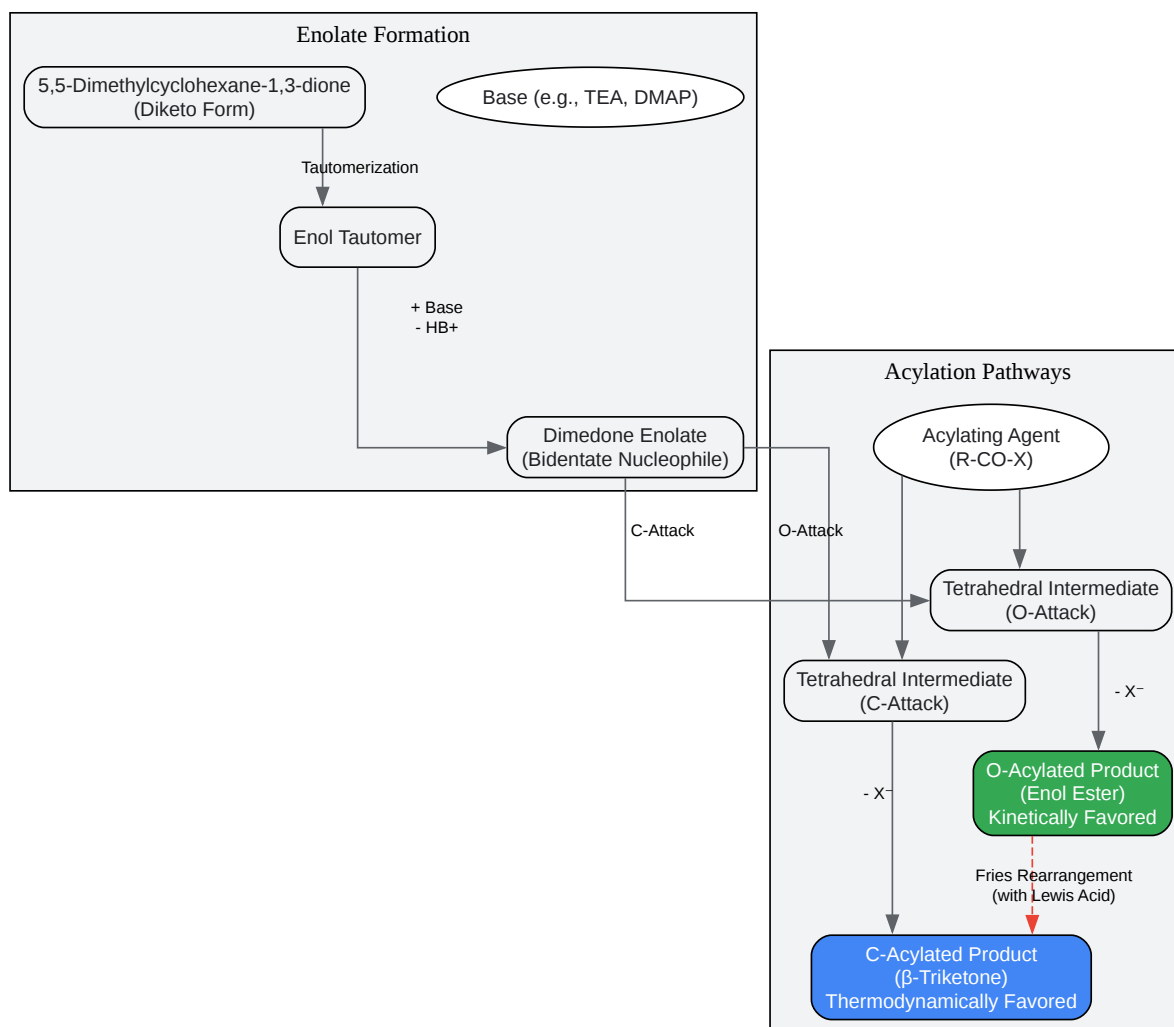 Enolate Formation
5,5-Dimethylcyclohexane-1,3-dione
(Diketo Form)
Base (e.g., TEA, DMAP)
Tautomerization
Enol Tautomer
+ Base
- HB+
Dimedone Enolate
(Bidentate Nucleophile)
Acylation Pathways
Acylating Agent
(R-CO-X)
C-Attack
O-Attack
Tetrahedral Intermediate
(O-Attack)
Tetrahedral Intermediate
(C-Attack)
- X⁻
O-Acylated Product
(Enol Ester)
Kinetically Favored
- X⁻
Fries Rearrangement
(with Lewis Acid)
C-Acylated Product
(β-Triketone)
Thermodynamically Favored